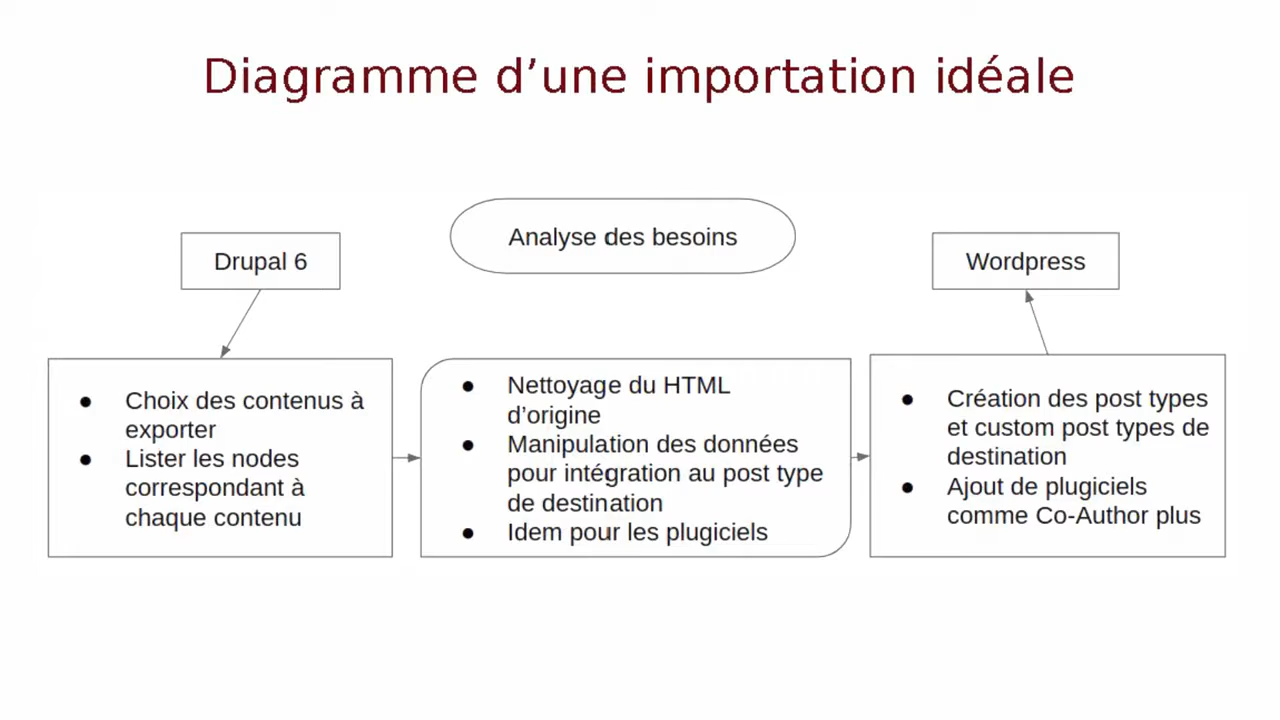 Diagramme d’une importation idéale
Analyse des besoins
Drupal 6
Wordpress
● Choix des contenus à
exporter
● Lister les nodes
correspondant à
chaque contenu
● Nettoyage du HTML
d’origine
● Manipulation des données
pour intégration au post type
de destination
● Idem pour les plugiciels
● Création des post types
et custom post types de
destination
● Ajout de plugiciels
comme Co-Author plus